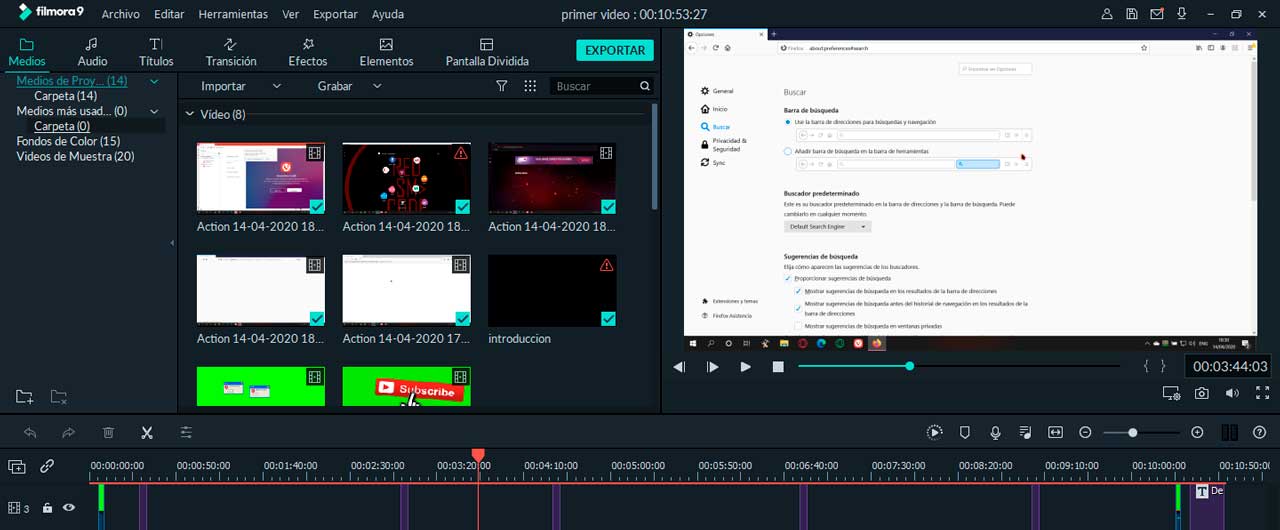 filmora9 Archivo Editar Herramientas Ver Exportar Ayuda primer video : 00:10:53:27
Medios Audio Títulos Transición Efectos Elementos Pantalla Dividida EXPORTAR
Medios de Proy... (14)
Carpeta (14)
Medios más usad... (0)
Carpeta (0)
Fondos de Color (15)
Videos de Muestra (20)
Importar Grabar Buscar
Vídeo (8)
Action 14-04-2020 18... Action 14-04-2020 18... Action 14-04-2020 18...
Action 14-04-2020 18... Action 14-04-2020 17... introduccion
Subscribe
Opciones
Firefox about:preferences#search
Encontrar en Opciones
General
Inicio
Buscar
Privacidad &
Seguridad
Sync
Extensiones y temas
Firefox Asistencia
Buscar
Barra de búsqueda
Use la barra de direcciones para búsquedas y navegación
Añadir barra de búsqueda en la barra de herramientas
Buscador predeterminado
Este es su buscador predeterminado en la barra de direcciones y la barra de búsqueda. Puede
cambiarlo en cualquier momento.
Default Search Engine
Sugerencias de búsqueda
Elija cómo aparecen las sugerencias de los buscadores.
Proporcionar sugerencias de búsqueda
Mostrar sugerencias de búsqueda en los resultados de la barra de direcciones
Mostrar sugerencias de búsqueda antes del historial de navegación en los resultados de la
barra de direcciones
Mostrar sugerencias de búsqueda en ventanas privadas
ENG
14/04/2020
00:03:44:03
00:00:00:00 00:00:50:00 00:01:40:00 00:02:30:00 00:03:20:00 00:04:10:00 00:05:00:00 00:05:50:00 00:06:40:00 00:07:30:00 00:08:20:00 00:09:10:00 00:10:00:00 00:10:50:00
3
T De